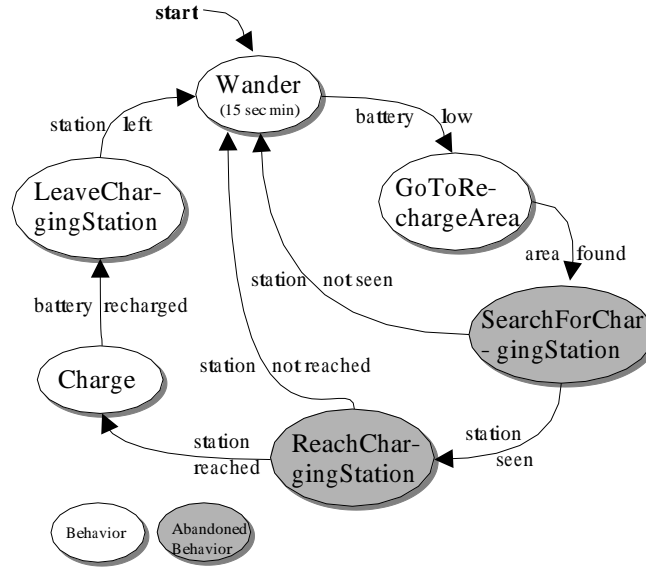 start
Wander
(15 sec min)
station left
battery low
LeaveChar-
gingStation
GoToRe-
chargeArea
area found
station not seen
battery recharged
SearchForChar
- gingStation
station not reached
Charge
station
reached
ReachChar-
gingStation
station
seen
Behavior
Abandoned
Behavior